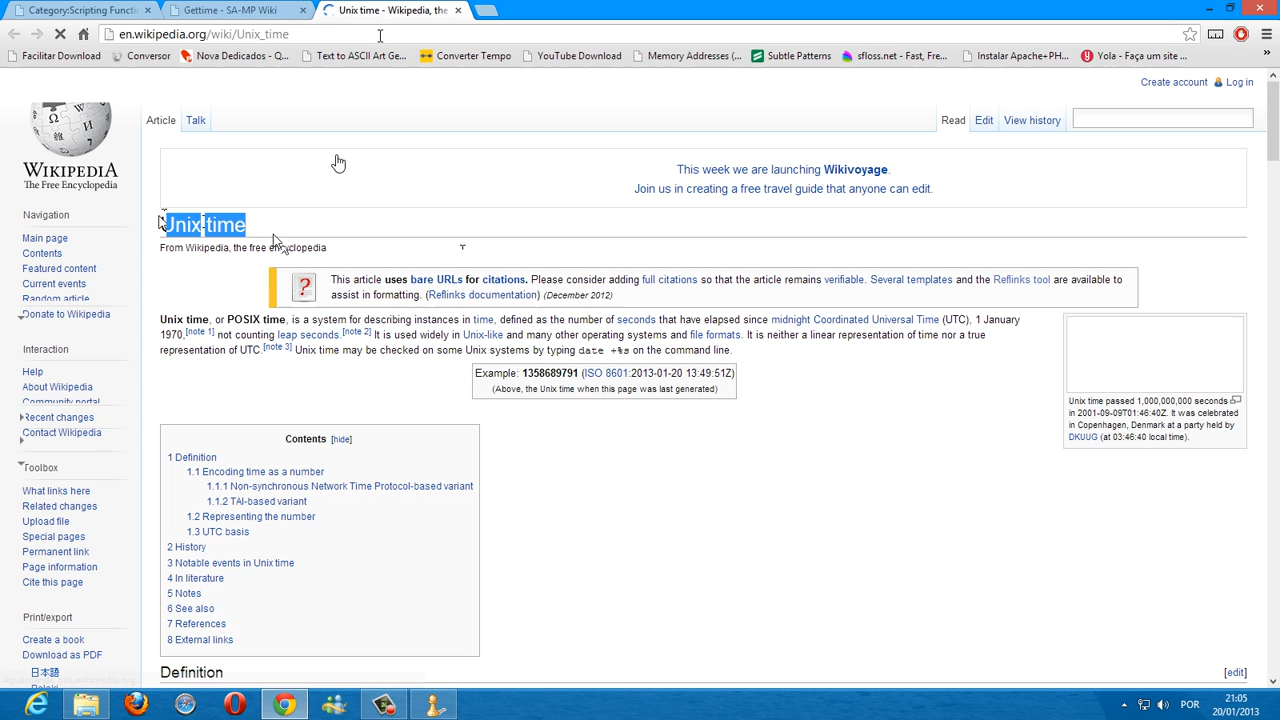 Category:Scripting Functi
Gettime - SA-MP Wiki
Unix time - Wikipedia, the
en.wikipedia.org/wiki/Unix_time
Facilitar Download
Conversor
Nova Dedicados - Q...
Text to ASCII Art Ge...
Converter Tempo
YouTube Download
Memory Addresses (...
Subtle Patterns
sfloss.net - Fast, Fre...
Instalar Apache+PH...
Yola - Faça um site ...
Create account
Log in
Article
Talk
Read
Edit
View history
WIKIPEDIA
The Free Encyclopedia
This week we are launching Wikivoyage.
Join us in creating a free travel guide that anyone can edit.
Unix time
From Wikipedia, the free encyclopedia
Navigation
Main page
Contents
Featured content
Current events
Random article
Donate to Wikipedia
Interaction
Help
About Wikipedia
Community portal
Recent changes
Contact Wikipedia
Toolbox
What links here
Related changes
Upload file
Special pages
Permanent link
Page information
Cite this page
Print/export
Create a book
Download as PDF
日本語
This article uses bare URLs for citations. Please consider adding full citations so that the article remains verifiable. Several templates and the Reflinks tool are available to
assist in formatting. (Reflinks documentation) (December 2012)
Unix time, or POSIX time, is a system for describing instances in time, defined as the number of seconds that have elapsed since midnight Coordinated Universal Time (UTC), 1 January
1970,[note 1] not counting leap seconds.[note 2] It is used widely in Unix-like and many other operating systems and file formats. It is neither a linear representation of time nor a true
representation of UTC.[note 3] Unix time may be checked on some Unix systems by typing date +%s on the command line.
Example: 1358689791 (ISO 8601:2013-01-20 13:49:51Z)
(Above, the Unix time when this page was last generated)
Unix time passed 1,000,000,000 seconds
in 2001-09-09T01:46:40Z. It was celebrated
in Copenhagen, Denmark at a party held by
DKUUG (at 03:46:40 local time).
Contents [hide]
1 Definition
1.1 Encoding time as a number
1.1.1 Non-synchronous Network Time Protocol-based variant
1.1.2 TAI-based variant
1.2 Representing the number
1.3 UTC basis
2 History
3 Notable events in Unix time
4 In literature
5 Notes
6 See also
7 References
8 External links
Definition
[edit]
POR
21:05
20/01/2013